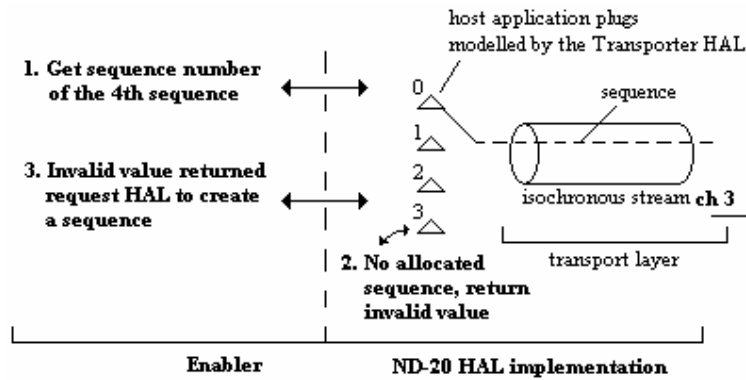 host application plugs
modelled by the Transporter HAL
1. Get sequence number
of the 4th sequence
0
sequence
1
3. Invalid value returned
request HAL to create
a sequence
2
isochronous stream ch 3
3
transport layer
2. No allocated
sequence, return
invalid value
Enabler
ND-20 HAL implementation